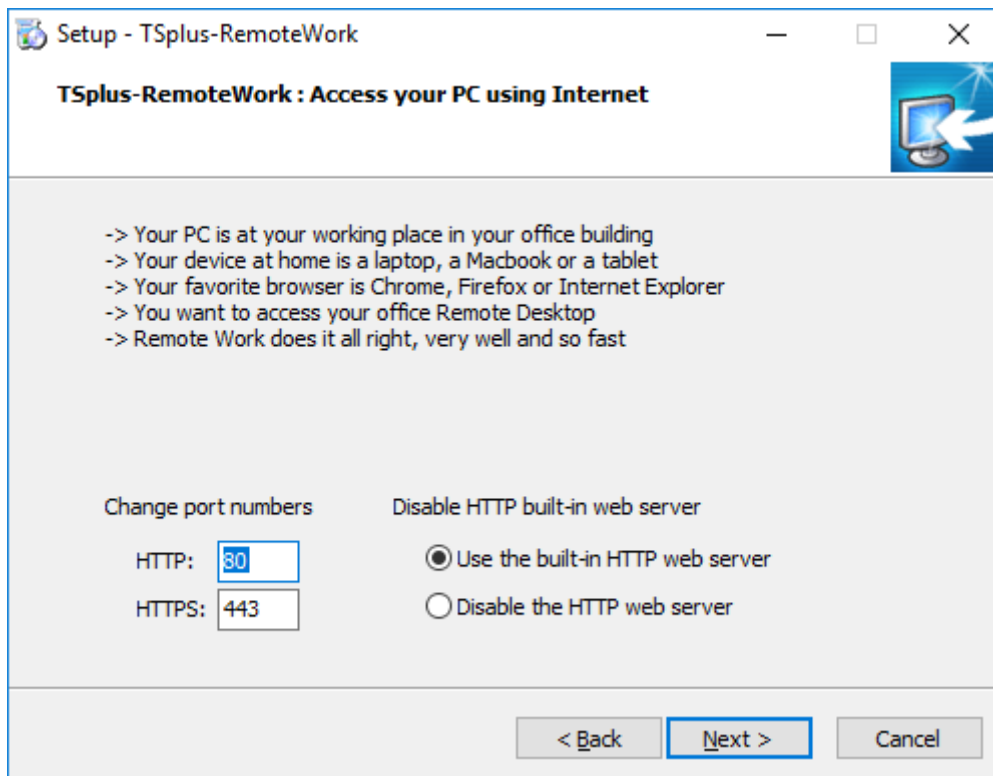 Setup - TSplus-RemoteWork
TSplus-RemoteWork : Access your PC using Internet
-> Your PC is at your working place in your office building
-> Your device at home is a laptop, a Macbook or a tablet
-> Your favorite browser is Chrome, Firefox or Internet Explorer
-> You want to access your office Remote Desktop
-> Remote Work does it all right, very well and so fast
Change port numbers Disable HTTP built-in web server
HTTP: 80 Use the built-in HTTP web server
HTTPS: 443 Disable the HTTP web server
< Back Next > Cancel